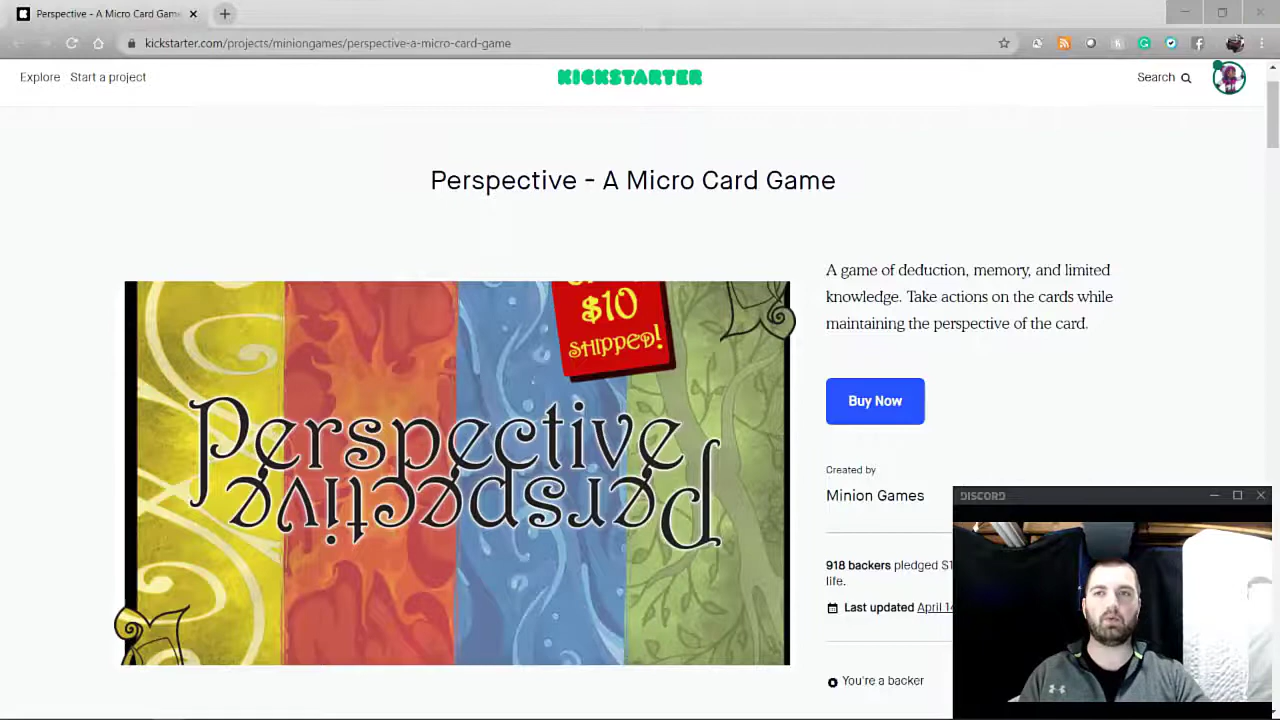 Perspective - A Micro Card Gam
kickstarter.com/projects/miniongames/perspective-a-micro-card-game
Explore
Start a project
KICKSTARTER
Search
Perspective - A Micro Card Game
$10
SHIPPED!
Perspective
Perspective
A game of deduction, memory, and limited
knowledge. Take actions on the cards while
maintaining the perspective of the card.
Buy Now
Created by
Minion Games
918 backers pledged $1
life.
Last updated April 14
You're a backer
DISCORD